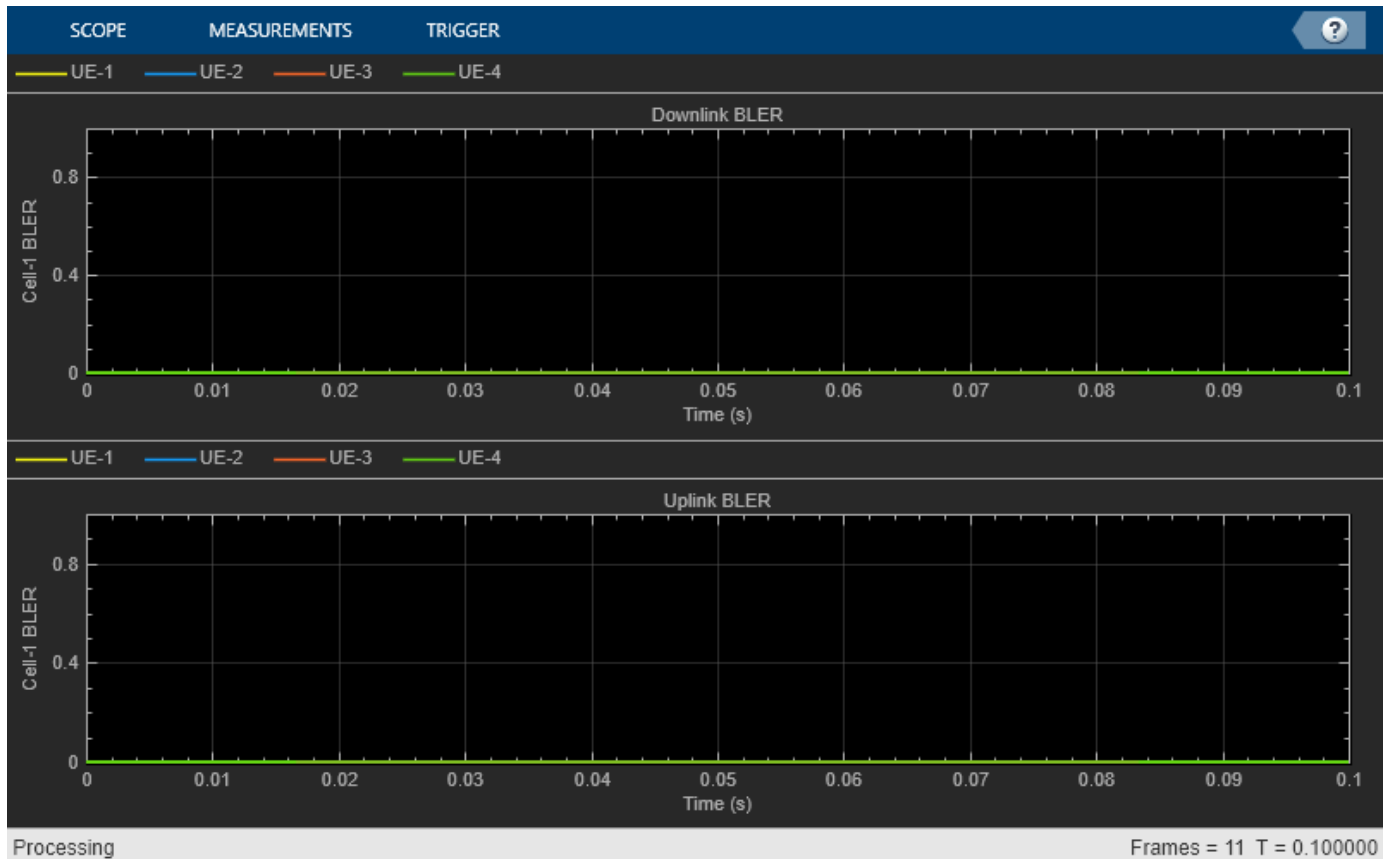 SCOPE MEASUREMENTS TRIGGER ?
UE-1 UE-2 UE-3 UE-4
Downlink BLER
Cell-1 BLER
0.8
0.4
0
0 0.01 0.02 0.03 0.04 0.05 0.06 0.07 0.08 0.09 0.1
Time (s)
UE-1 UE-2 UE-3 UE-4
Uplink BLER
Cell-1 BLER
0.8
0.4
0
0 0.01 0.02 0.03 0.04 0.05 0.06 0.07 0.08 0.09 0.1
Time (s)
Processing Frames = 11 T = 0.100000